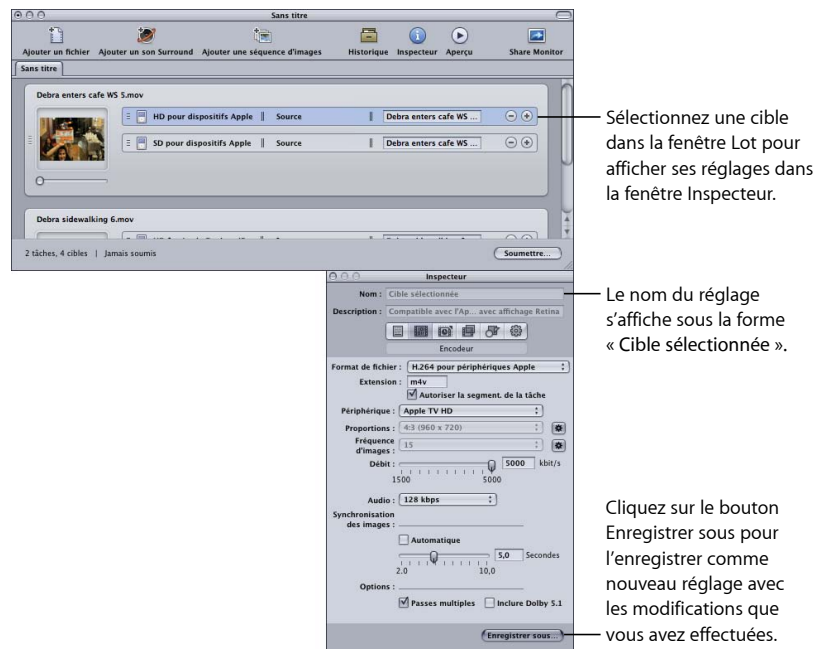 Sans titre
Ajouter un fichier Ajouter un son Surround Ajouter une séquence d'images Historique Inspecteur Aperçu Share Monitor
Sans titre
Debra enters cafe WS 5.mov
HD pour dispositifs Apple Source Debra enters cafe WS ...
SD pour dispositifs Apple Source Debra enters cafe WS ...
Debra sidewalking 6.mov
2 tâches, 4 cibles | Jamais soumis Soumettre...
Sélectionnez une cible
dans la fenêtre Lot pour
afficher ses réglages dans
la fenêtre Inspecteur.
Inspecteur
Nom : Cible sélectionnée
Description : Compatible avec l'Ap... avec affichage Retina
Encodeur
Format de fichier : H.264 pour périphériques Apple
Extension : m4v
Autoriser la segment. de la tâche
Périphérique : Apple TV HD
Proportions : 4:3 (960 x 720)
Fréquence
d'images : 15
Débit : 5000 kbit/s
1500 5000
Audio : 128 kbps
Synchronisation
des images :
Automatique
5,0 Secondes
2.0 10,0
Options :
Passes multiples Inclure Dolby 5.1
Enregistrer sous...
Le nom du réglage
s'affiche sous la forme
« Cible sélectionnée ».
Cliquez sur le bouton
Enregistrer sous pour
l'enregistrer comme
nouveau réglage avec
les modifications que
vous avez effectuées.